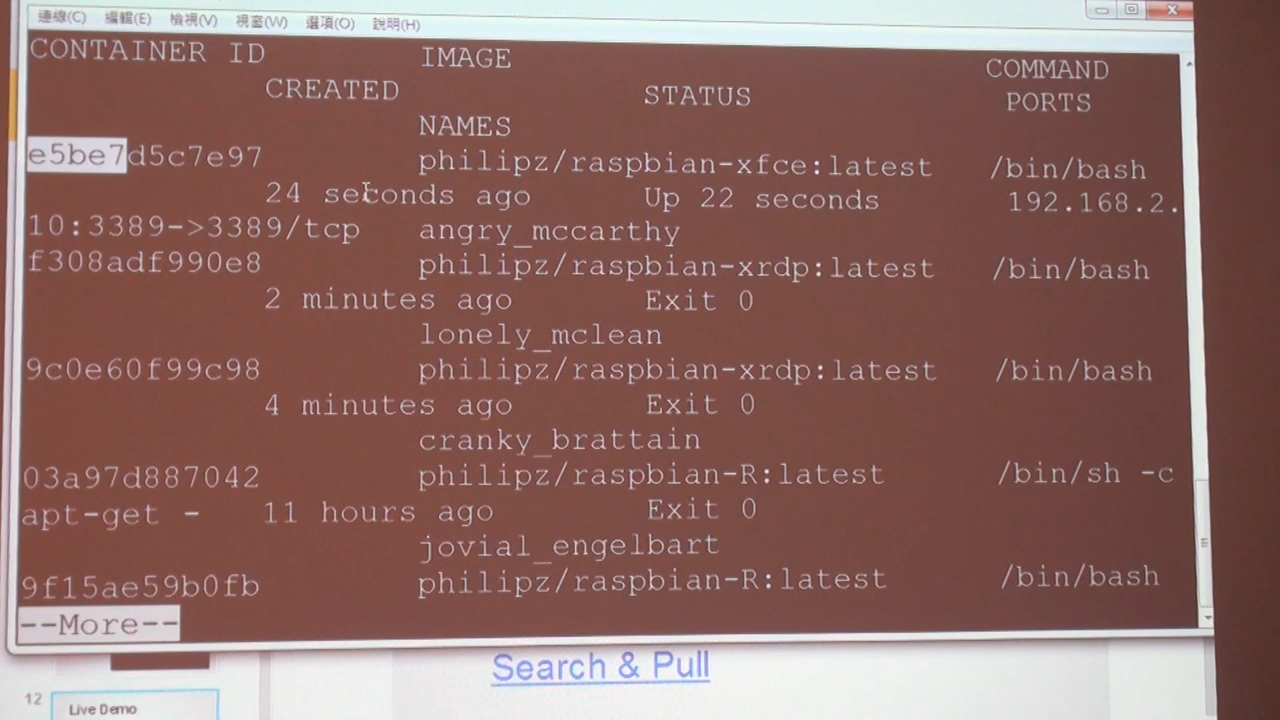 連線(C) 編輯(E) 檢視(V) 視窗(W) 選項(O) 說明(H)
CONTAINER ID IMAGE COMMAND
CREATED STATUS PORTS
NAMES
e5be7d5c7e97 philipz/raspbian-xfce:latest /bin/bash
24 seconds ago Up 22 seconds 192.168.2.
10:3389->3389/tcp angry_mccarthy
f308adf990e8 philipz/raspbian-xrdp:latest /bin/bash
2 minutes ago Exit 0
lonely_mclean
9c0e60f99c98 philipz/raspbian-xrdp:latest /bin/bash
4 minutes ago Exit 0
cranky_brattain
03a97d887042 philipz/raspbian-R:latest /bin/sh -c
apt-get - 11 hours ago Exit 0
jovial_engelbart
9f15ae59b0fb philipz/raspbian-R:latest /bin/bash
--More--
Search & Pull
12
Live Demo